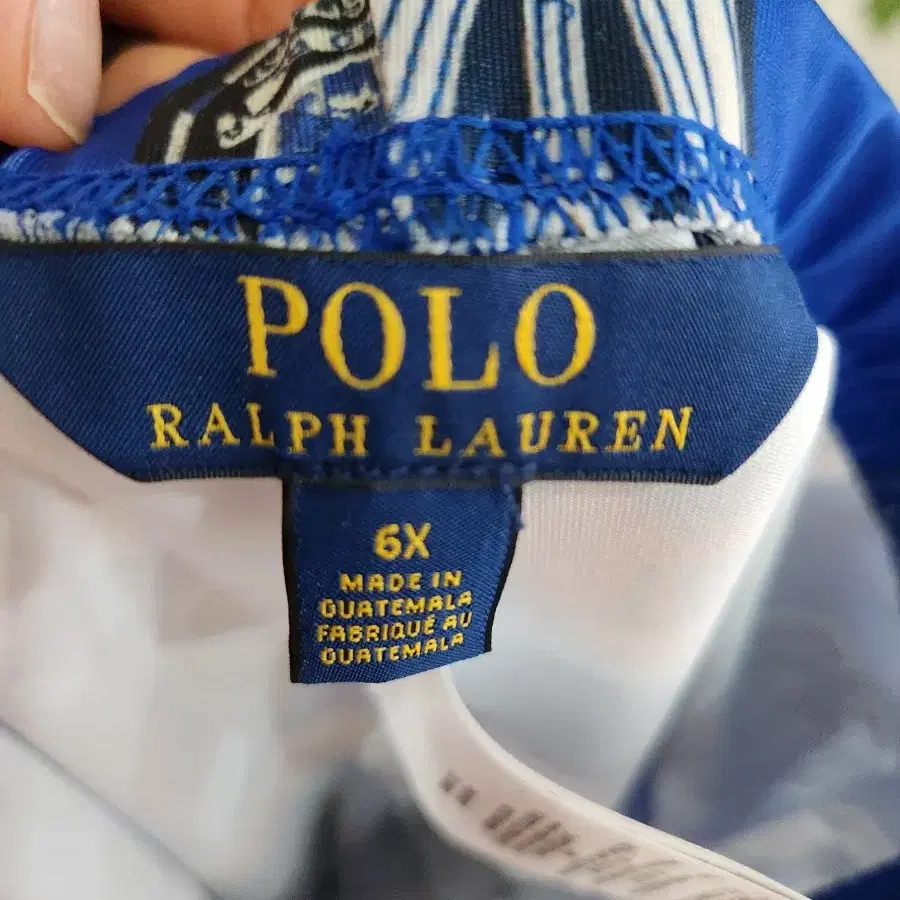 POLO
RALPH LAUREN
6X
MADE IN
GUATEMALA
FABRIQUÉ AU
GUATEMALA